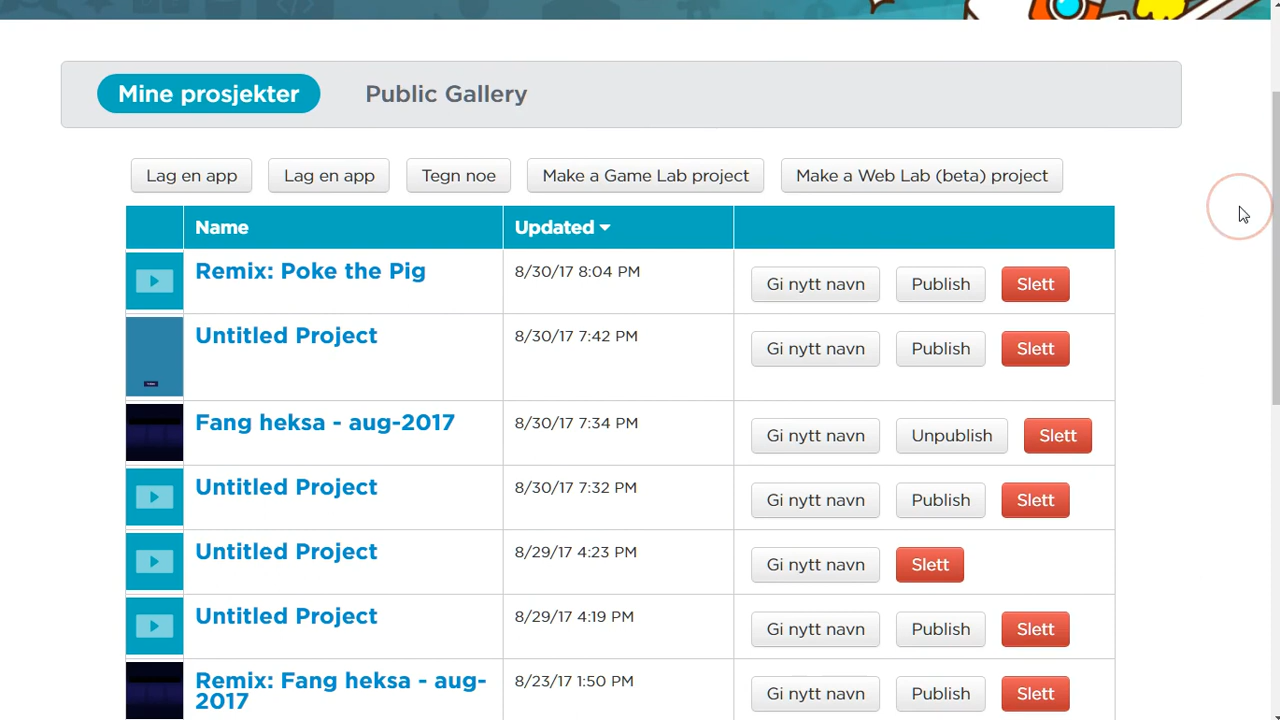 Mine prosjekter Public Gallery
Lag en app Lag en app Tegn noe Make a Game Lab project Make a Web Lab (beta) project
Name Updated
Remix: Poke the Pig 8/30/17 8:04 PM Gi nytt navn Publish Slett
Untitled Project 8/30/17 7:42 PM Gi nytt navn Publish Slett
Fang heksa - aug-2017 8/30/17 7:34 PM Gi nytt navn Unpublish Slett
Untitled Project 8/30/17 7:32 PM Gi nytt navn Publish Slett
Untitled Project 8/29/17 4:23 PM Gi nytt navn Slett
Untitled Project 8/29/17 4:19 PM Gi nytt navn Publish Slett
Remix: Fang heksa - aug- 8/23/17 1:50 PM Gi nytt navn Publish Slett
2017